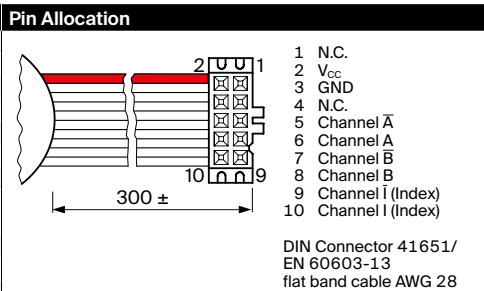 Pin Allocation
2 1
10 9
300 ±
1 N.C.
2 V_CC
3 GND
4 N.C.
5 Channel A̅
6 Channel A
7 Channel B̅
8 Channel B
9 Channel I̅ (Index)
10 Channel I (Index)
DIN Connector 41651/
EN 60603-13
flat band cable AWG 28